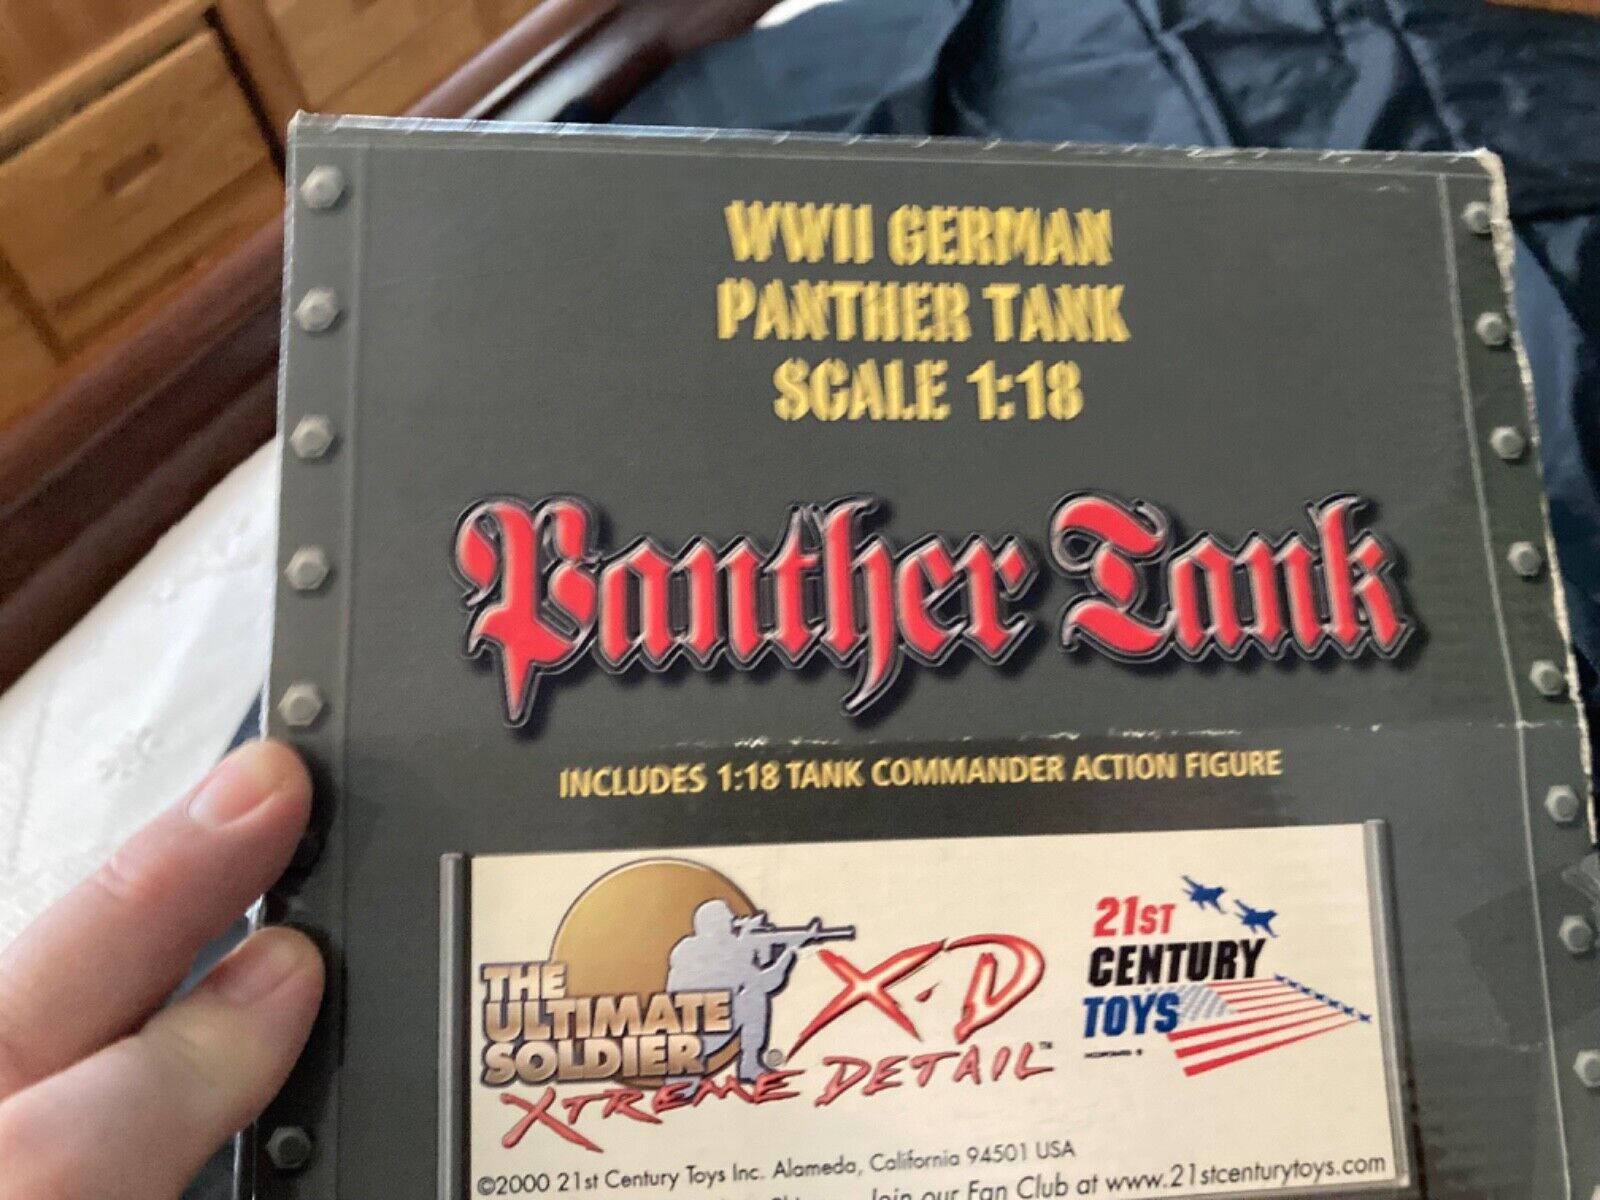 WWII GERMAN
PANTHER TANK
SCALE 1:18
Panther Tank
INCLUDES 1:18 TANK COMMANDER ACTION FIGURE
THE
ULTIMATE
SOLDIER®
X·D
XTREME DETAIL™
21ST
CENTURY
TOYS
©2000 21st Century Toys Inc. Alameda, California 94501 USA
Join our Fan Club at www.21stcenturytoys.com